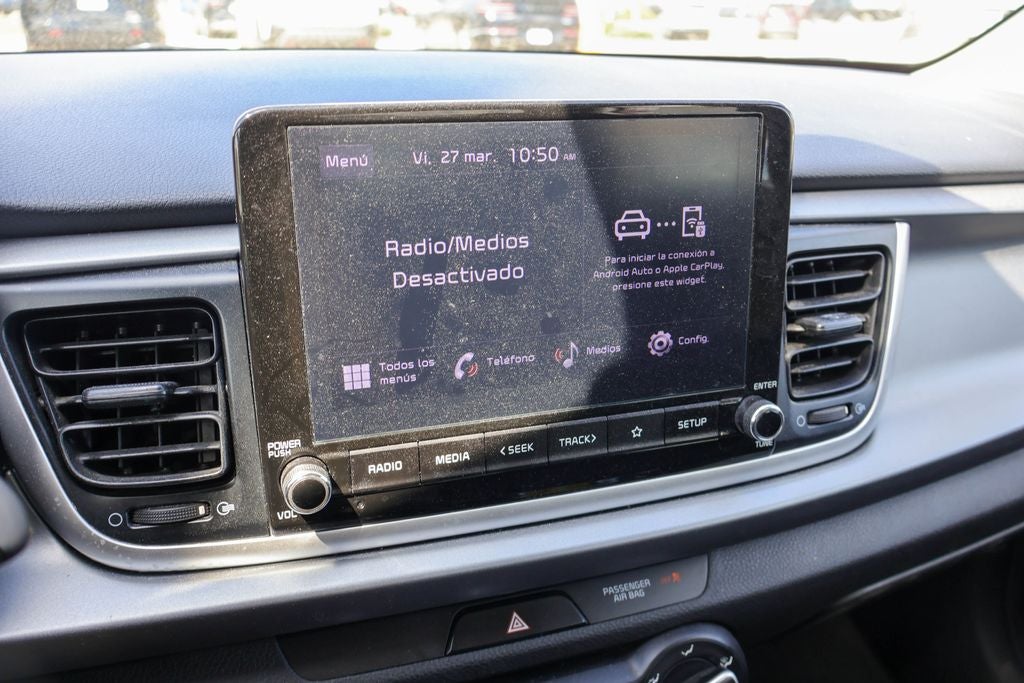 Menú
Vi. 27 mar. 10:50 AM
Radio/Medios
Desactivado
Para iniciar la conexión a
Android Auto o Apple CarPlay,
presione este widget.
Todos los
menús
Teléfono
Medios
Config.
POWER
PUSH
VOL
RADIO
MEDIA
<SEEK
TRACK>
☆
SETUP
ENTER
TUNE
PASSENGER
AIR BAG
OFF